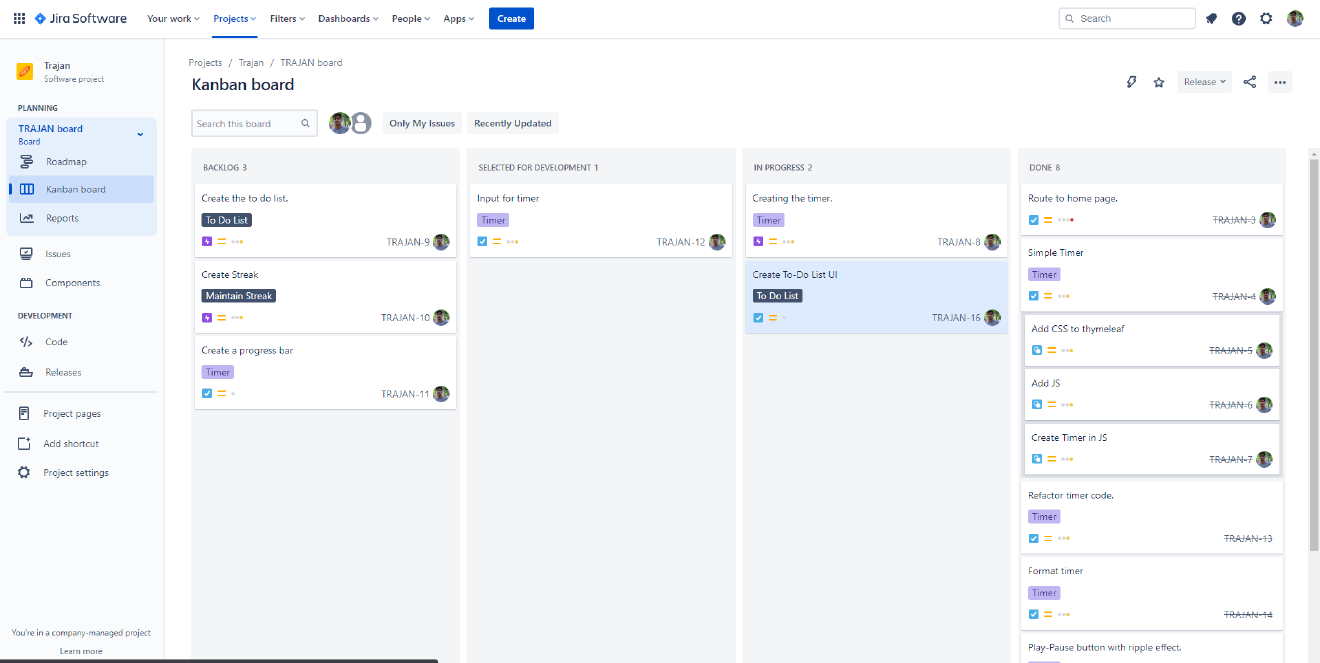 Jira Software Your work Projects Filters Dashboards People Apps Create Search
Trajan
Software project
PLANNING
TRAJAN board
Board
Roadmap
Kanban board
Reports
Issues
Components
DEVELOPMENT
Code
Releases
Project pages
Add shortcut
Project settings
You're in a company-managed project
Learn more
Projects / Trajan / TRAJAN board
Kanban board
Release
Search this board Only My Issues Recently Updated
BACKLOG 3
Create the to do list.
To Do List
TRAJAN-9
Create Streak
Maintain Streak
TRAJAN-10
Create a progress bar
Timer
TRAJAN-11
SELECTED FOR DEVELOPMENT 1
Input for timer
Timer
TRAJAN-12
IN PROGRESS 2
Creating the timer.
Timer
TRAJAN-8
Create To-Do List UI
To Do List
TRAJAN-16
DONE 8
Route to home page.
TRAJAN-3
Simple Timer
Timer
TRAJAN-4
Add CSS to thymeleaf
TRAJAN-5
Add JS
TRAJAN-6
Create Timer in JS
TRAJAN-7
Refactor timer code.
Timer
TRAJAN-13
Format timer
Timer
TRAJAN-14
Play-Pause button with ripple effect.